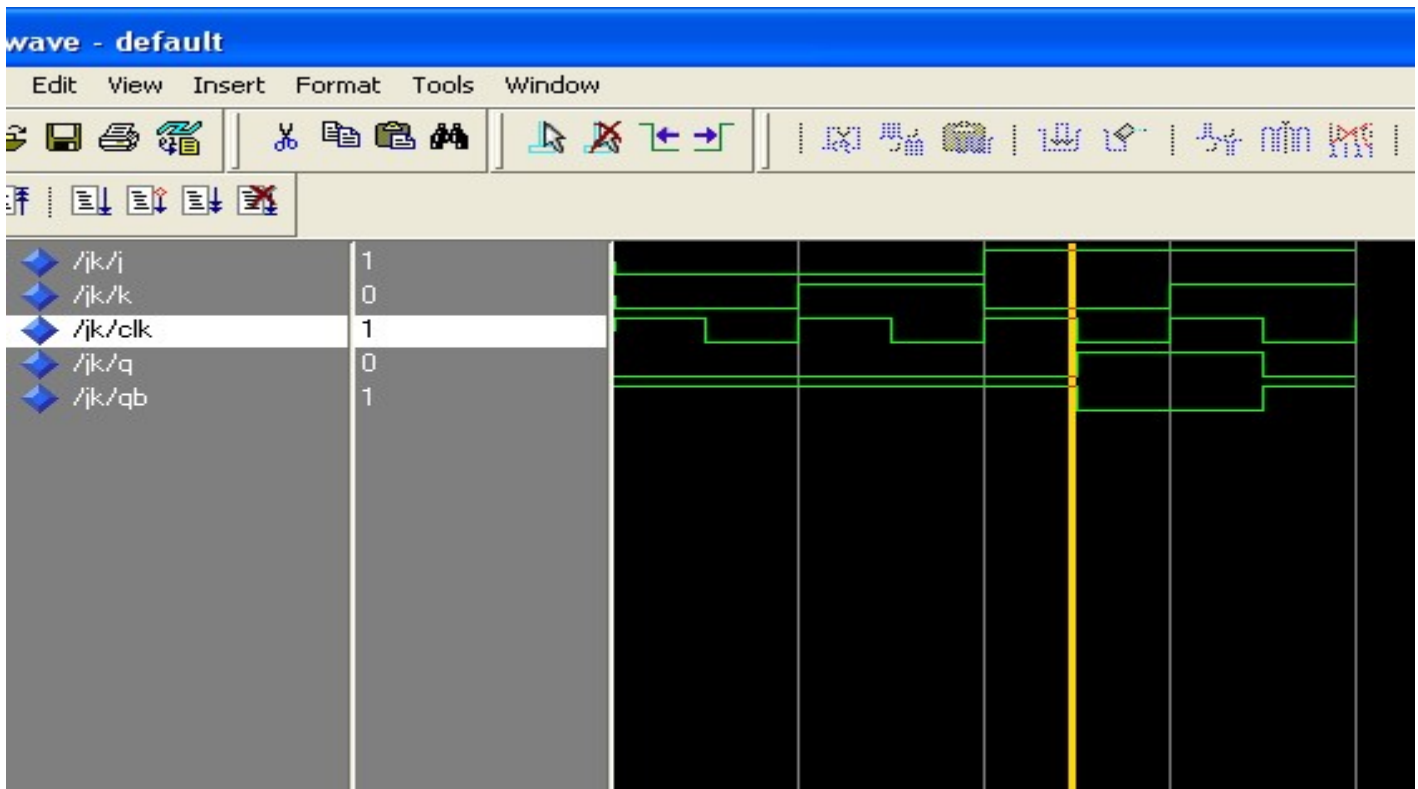 wave - default
Edit View Insert Format Tools Window
/jk/j 1
/jk/k 0
/jk/clk 1
/jk/q 0
/jk/qb 1